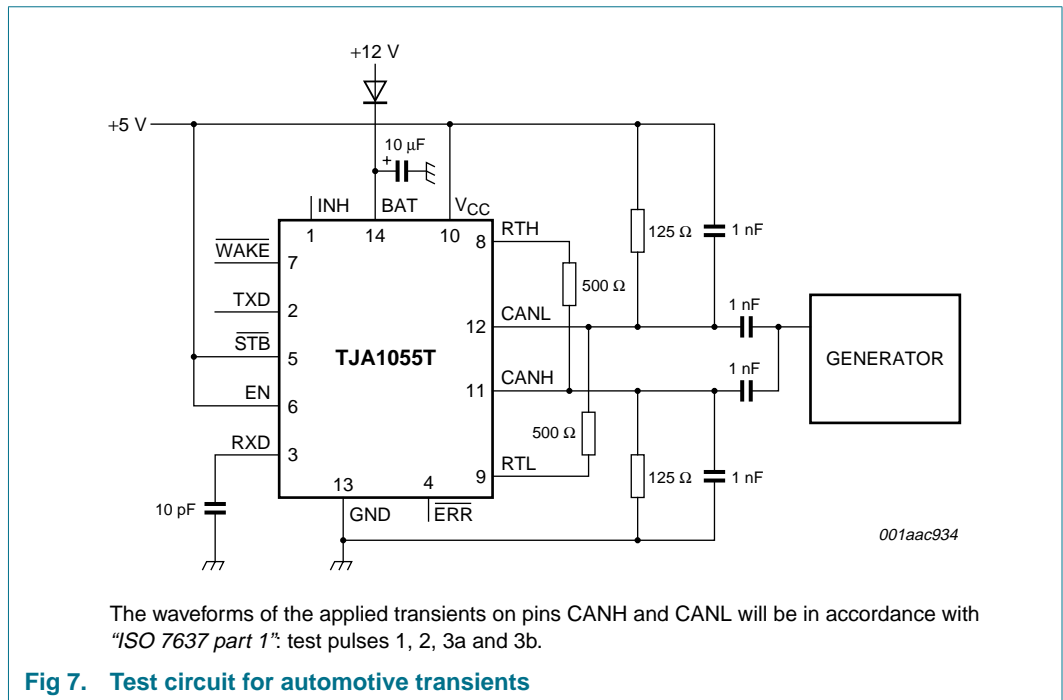 +12 V
+5 V
10 μF
+
INH
BAT
VCC
1
14
10
RTH
8
125 Ω
1 nF
WAKE
7
500 Ω
TXD
2
CANL
12
1 nF
STB
5
TJA1055T
GENERATOR
EN
6
CANH
11
1 nF
RXD
3
500 Ω
RTL
9
125 Ω
1 nF
13
4
10 pF
GND
ERR
001aac934
The waveforms of the applied transients on pins CANH and CANL will be in accordance with
“ISO 7637 part 1”: test pulses 1, 2, 3a and 3b.
Fig 7. Test circuit for automotive transients